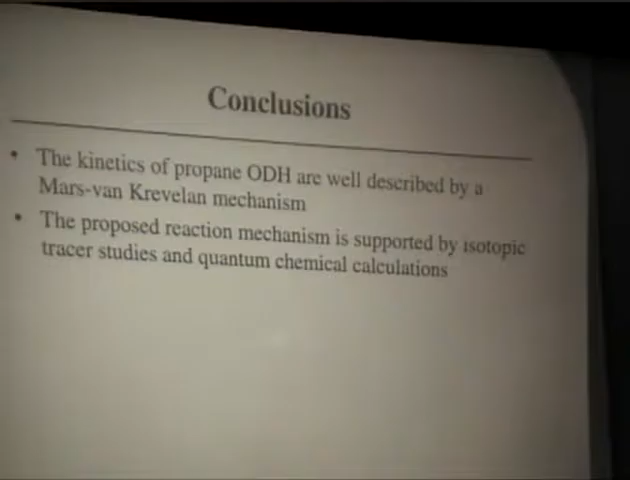 Conclusions
• The kinetics of propane ODH are well described by a
Mars-van Krevelan mechanism
• The proposed reaction mechanism is supported by isotopic
tracer studies and quantum chemical calculations